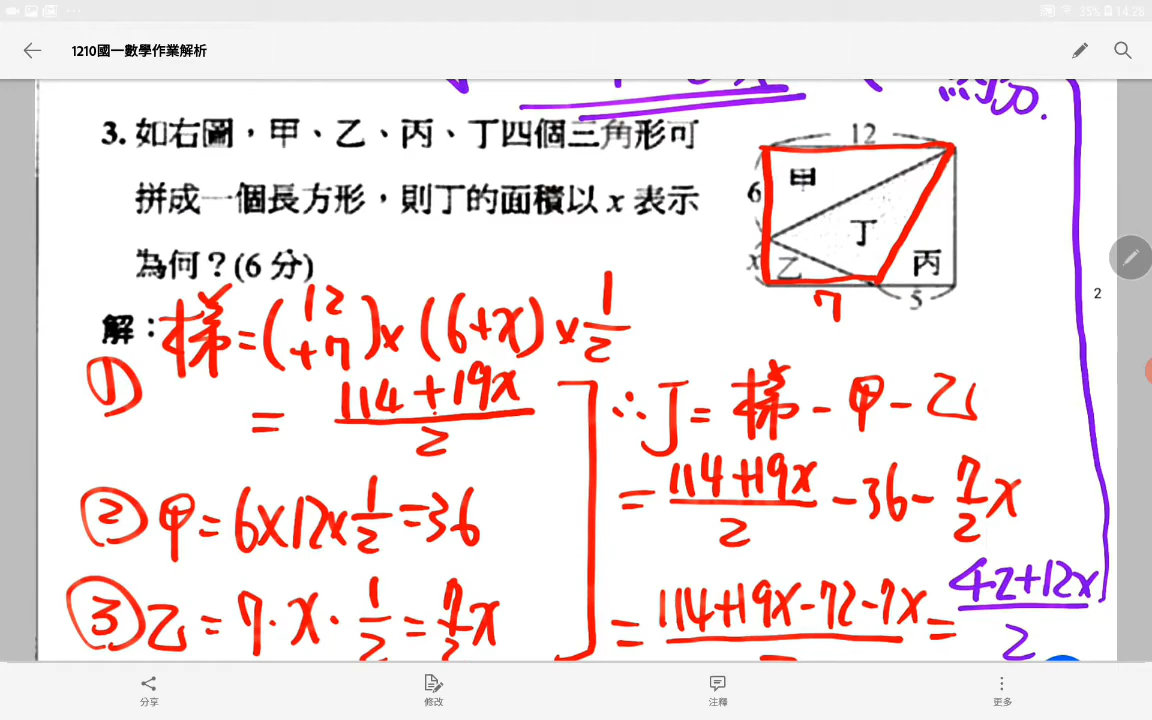 35% 14:28
1210國一數學作業解析
3. 如右圖，甲、乙、丙、丁四個三角形可
拼成一個長方形，則丁的面積以 x 表示
為何？(6 分)
12
6
甲
丁
x
乙
丙
7
5
2
解：梯=(12+7)×(6+x)×1/2
①
= (114+19x)/2
② 甲=6×12×1/2=36
③ 乙=7·x·1/2=7/2x
∴丁=梯-甲-乙
= (114+19x)/2 -36- 7/2x
= 114+19x-72-7x = (42+12x)/2
分享
修改
注釋
更多